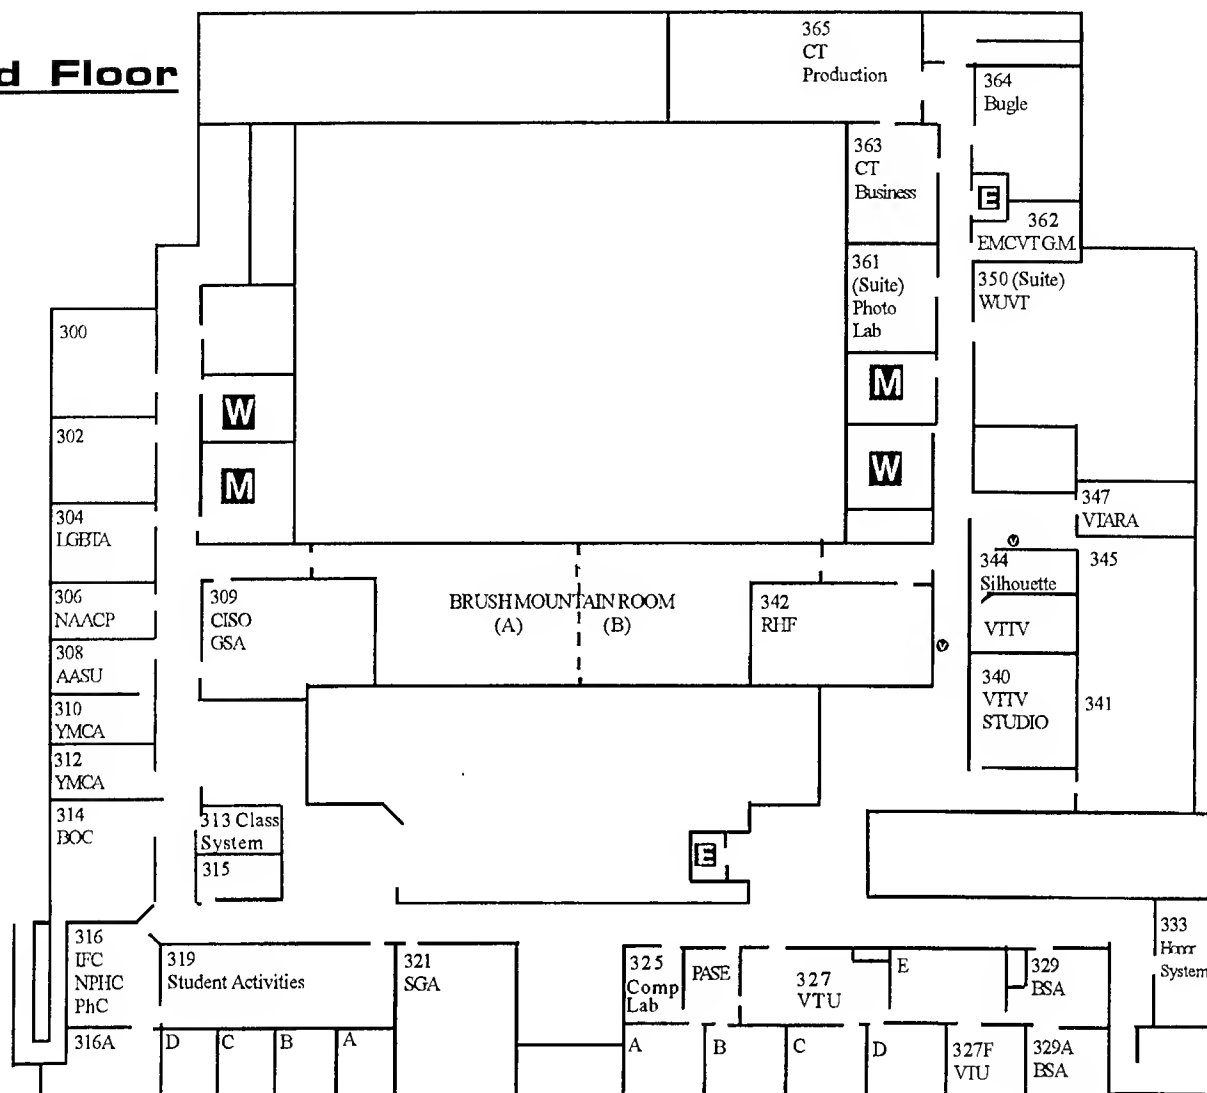 d Floor
365
CT
Production
364
Bugle
363
CT
Business
E
362
EMCVT G.M.
361
(Suite)
Photo
Lab
350 (Suite)
WUVT
300
302
304
LGBTA
306
NAACP
308
AASU
310
YMCA
312
YMCA
314
BOC
W
M
M
W
347
VTARA
345
344
Silhouette
VTTV
340
VTTV
STUDIO
341
309
CISO
GSA
BRUSH MOUNTAIN ROOM
(A) (B)
342
RHF
V
V
313 Class
System
315
E
316
IFC
NPHC
PhC
316A
319
Student Activities
D C B A
321
SGA
325
Comp
Lab
PASE
327
VTU
E
329
BSA
333
Honor
System
A B C D
327F
VTU
329A
BSA